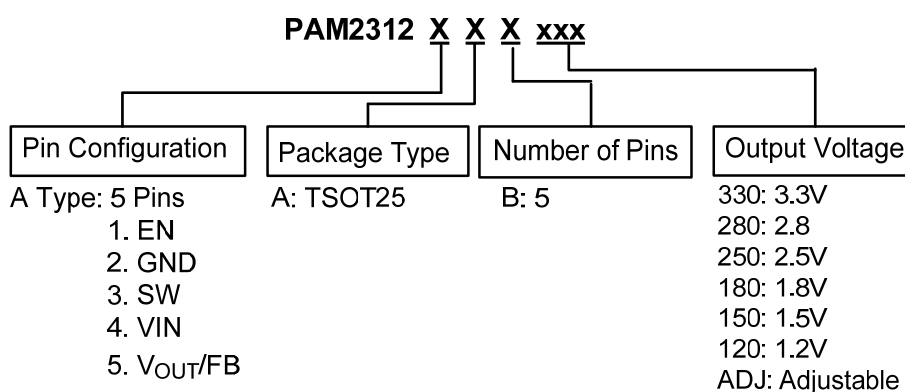 PAM2312 X X X xxx
Pin Configuration
A Type: 5 Pins
1. EN
2. GND
3. SW
4. VIN
5. VOUT/FB
Package Type
A: TSOT25
Number of Pins
B: 5
Output Voltage
330: 3.3V
280: 2.8
250: 2.5V
180: 1.8V
150: 1.5V
120: 1.2V
ADJ: Adjustable